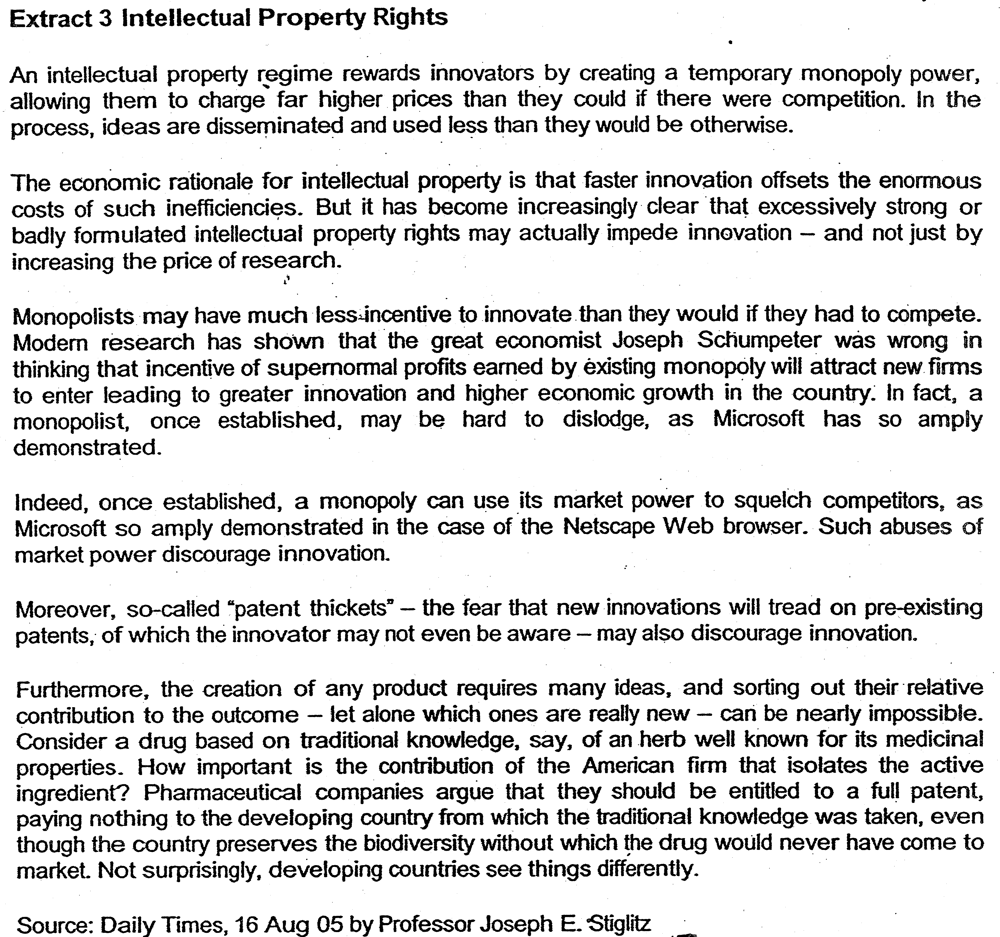 Extract 3 Intellectual Property Rights
An intellectual property regime rewards innovators by creating a temporary monopoly power,
allowing them to charge far higher prices than they could if there were competition. In the
process, ideas are disseminated and used less than they would be otherwise.
The economic rationale for intellectual property is that faster innovation offsets the enormous
costs of such inefficiencies. But it has become increasingly clear that excessively strong or
badly formulated intellectual property rights may actually impede innovation – and not just by
increasing the price of research.
Monopolists may have much less incentive to innovate than they would if they had to compete.
Modern research has shown that the great economist Joseph Schumpeter was wrong in
thinking that incentive of supernormal profits earned by existing monopoly will attract new firms
to enter leading to greater innovation and higher economic growth in the country. In fact, a
monopolist, once established, may be hard to dislodge, as Microsoft has so amply
demonstrated.
Indeed, once established, a monopoly can use its market power to squelch competitors, as
Microsoft so amply demonstrated in the case of the Netscape Web browser. Such abuses of
market power discourage innovation.
Moreover, so-called “patent thickets” – the fear that new innovations will tread on pre-existing
patents, of which the innovator may not even be aware – may also discourage innovation.
Furthermore, the creation of any product requires many ideas, and sorting out their relative
contribution to the outcome – let alone which ones are really new – can be nearly impossible.
Consider a drug based on traditional knowledge, say, of an herb well known for its medicinal
properties. How important is the contribution of the American firm that isolates the active
ingredient? Pharmaceutical companies argue that they should be entitled to a full patent,
paying nothing to the developing country from which the traditional knowledge was taken, even
though the country preserves the biodiversity without which the drug would never have come to
market. Not surprisingly, developing countries see things differently.
Source: Daily Times, 16 Aug 05 by Professor Joseph E. Stiglitz